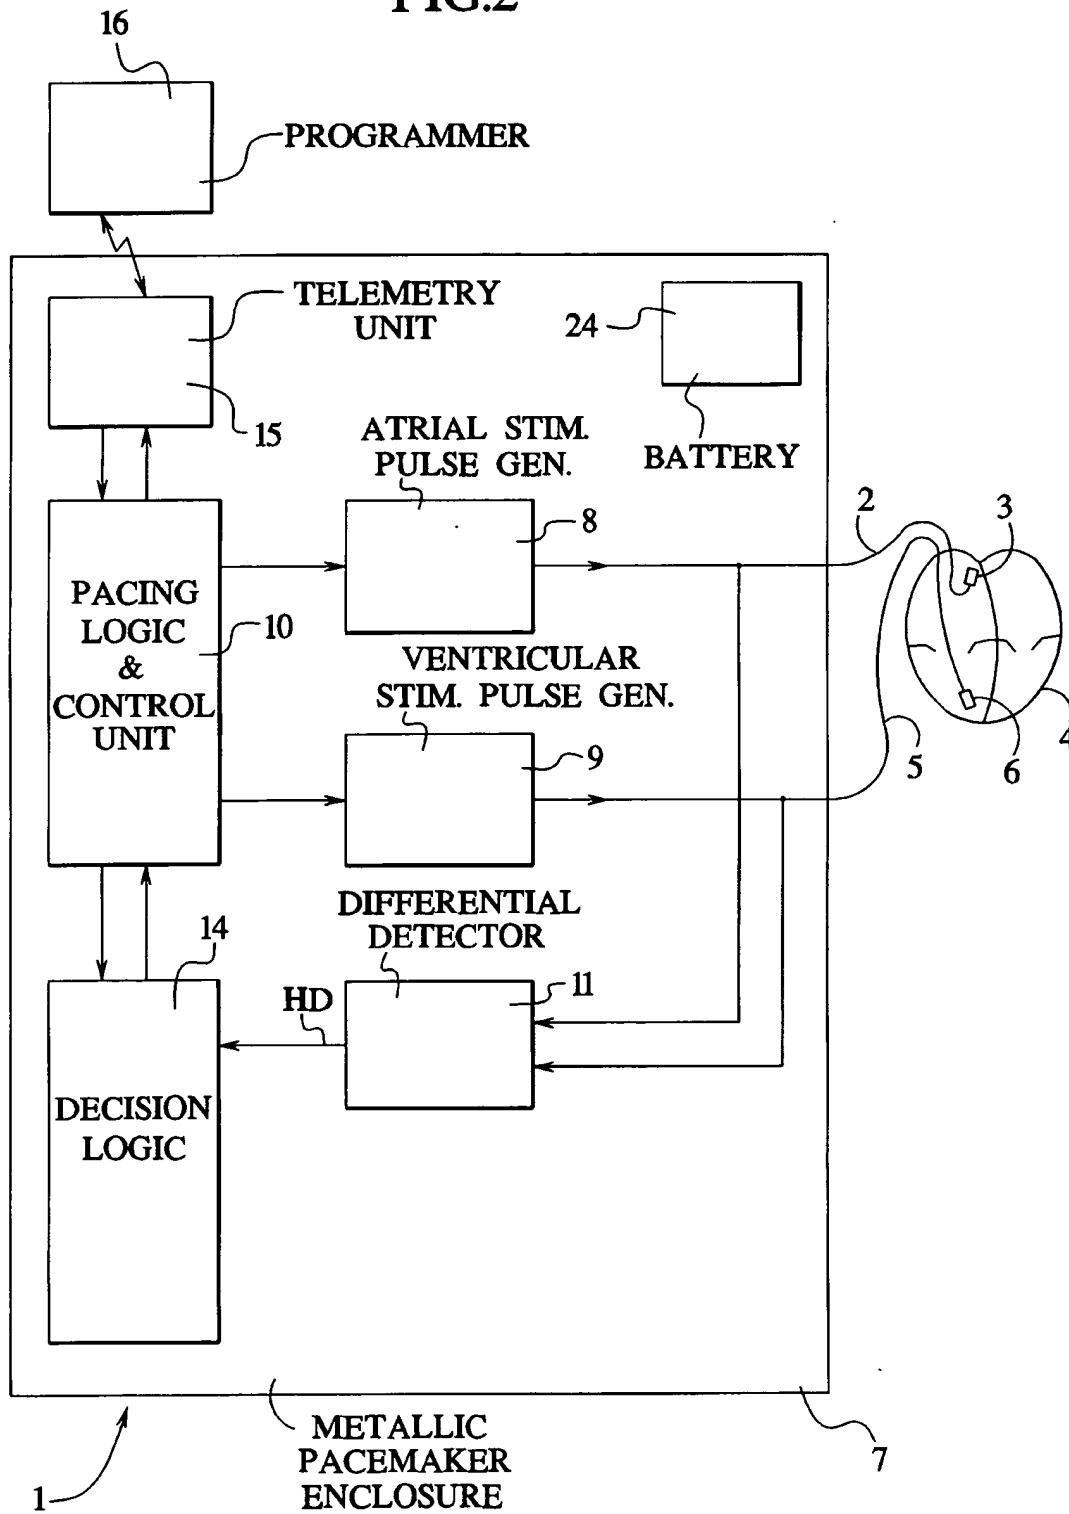 FIG.2
16
PROGRAMMER
TELEMETRY
UNIT
15
24
BATTERY
ATRIAL STIM.
PULSE GEN.
8
2
3
PACING
LOGIC
&
CONTROL
UNIT
10
VENTRICULAR
STIM. PULSE GEN.
9
5
6
4
DIFFERENTIAL
DETECTOR
14
HD
11
DECISION
LOGIC
METALLIC
PACEMAKER
ENCLOSURE
7
1